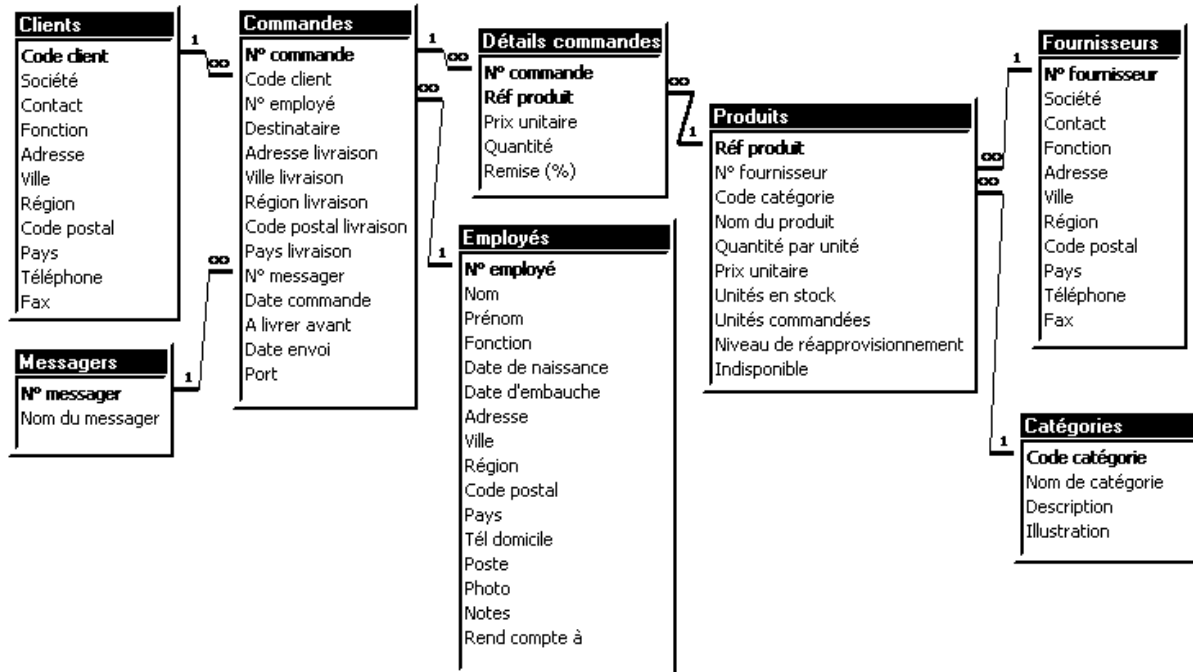 Clients
Code client
Société
Contact
Fonction
Adresse
Ville
Région
Code postal
Pays
Téléphone
Fax
1
∞
Messagers
N° messager
Nom du messager
1
∞
Commandes
N° commande
Code client
N° employé
Destinataire
Adresse livraison
Ville livraison
Région livraison
Code postal livraison
Pays livraison
N° messager
Date commande
A livrer avant
Date envoi
Port
1
∞
∞
1
Détails commandes
N° commande
Réf produit
Prix unitaire
Quantité
Remise (%)
∞
1
Employés
N° employé
Nom
Prénom
Fonction
Date de naissance
Date d'embauche
Adresse
Ville
Région
Code postal
Pays
Tél domicile
Poste
Photo
Notes
Rend compte à
Produits
Réf produit
N° fournisseur
Code catégorie
Nom du produit
Quantité par unité
Prix unitaire
Unités en stock
Unités commandées
Niveau de réapprovisionnement
Indisponible
∞
1
∞
1
Fournisseurs
N° fournisseur
Société
Contact
Fonction
Adresse
Ville
Région
Code postal
Pays
Téléphone
Fax
Catégories
Code catégorie
Nom de catégorie
Description
Illustration